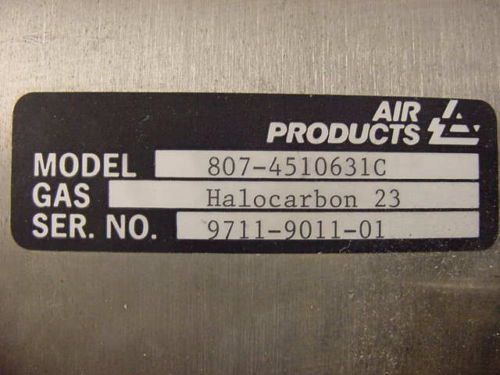 AIR
PRODUCTS
MODEL 807-4510631C
GAS Halocarbon 23
SER. NO. 9711-9011-01